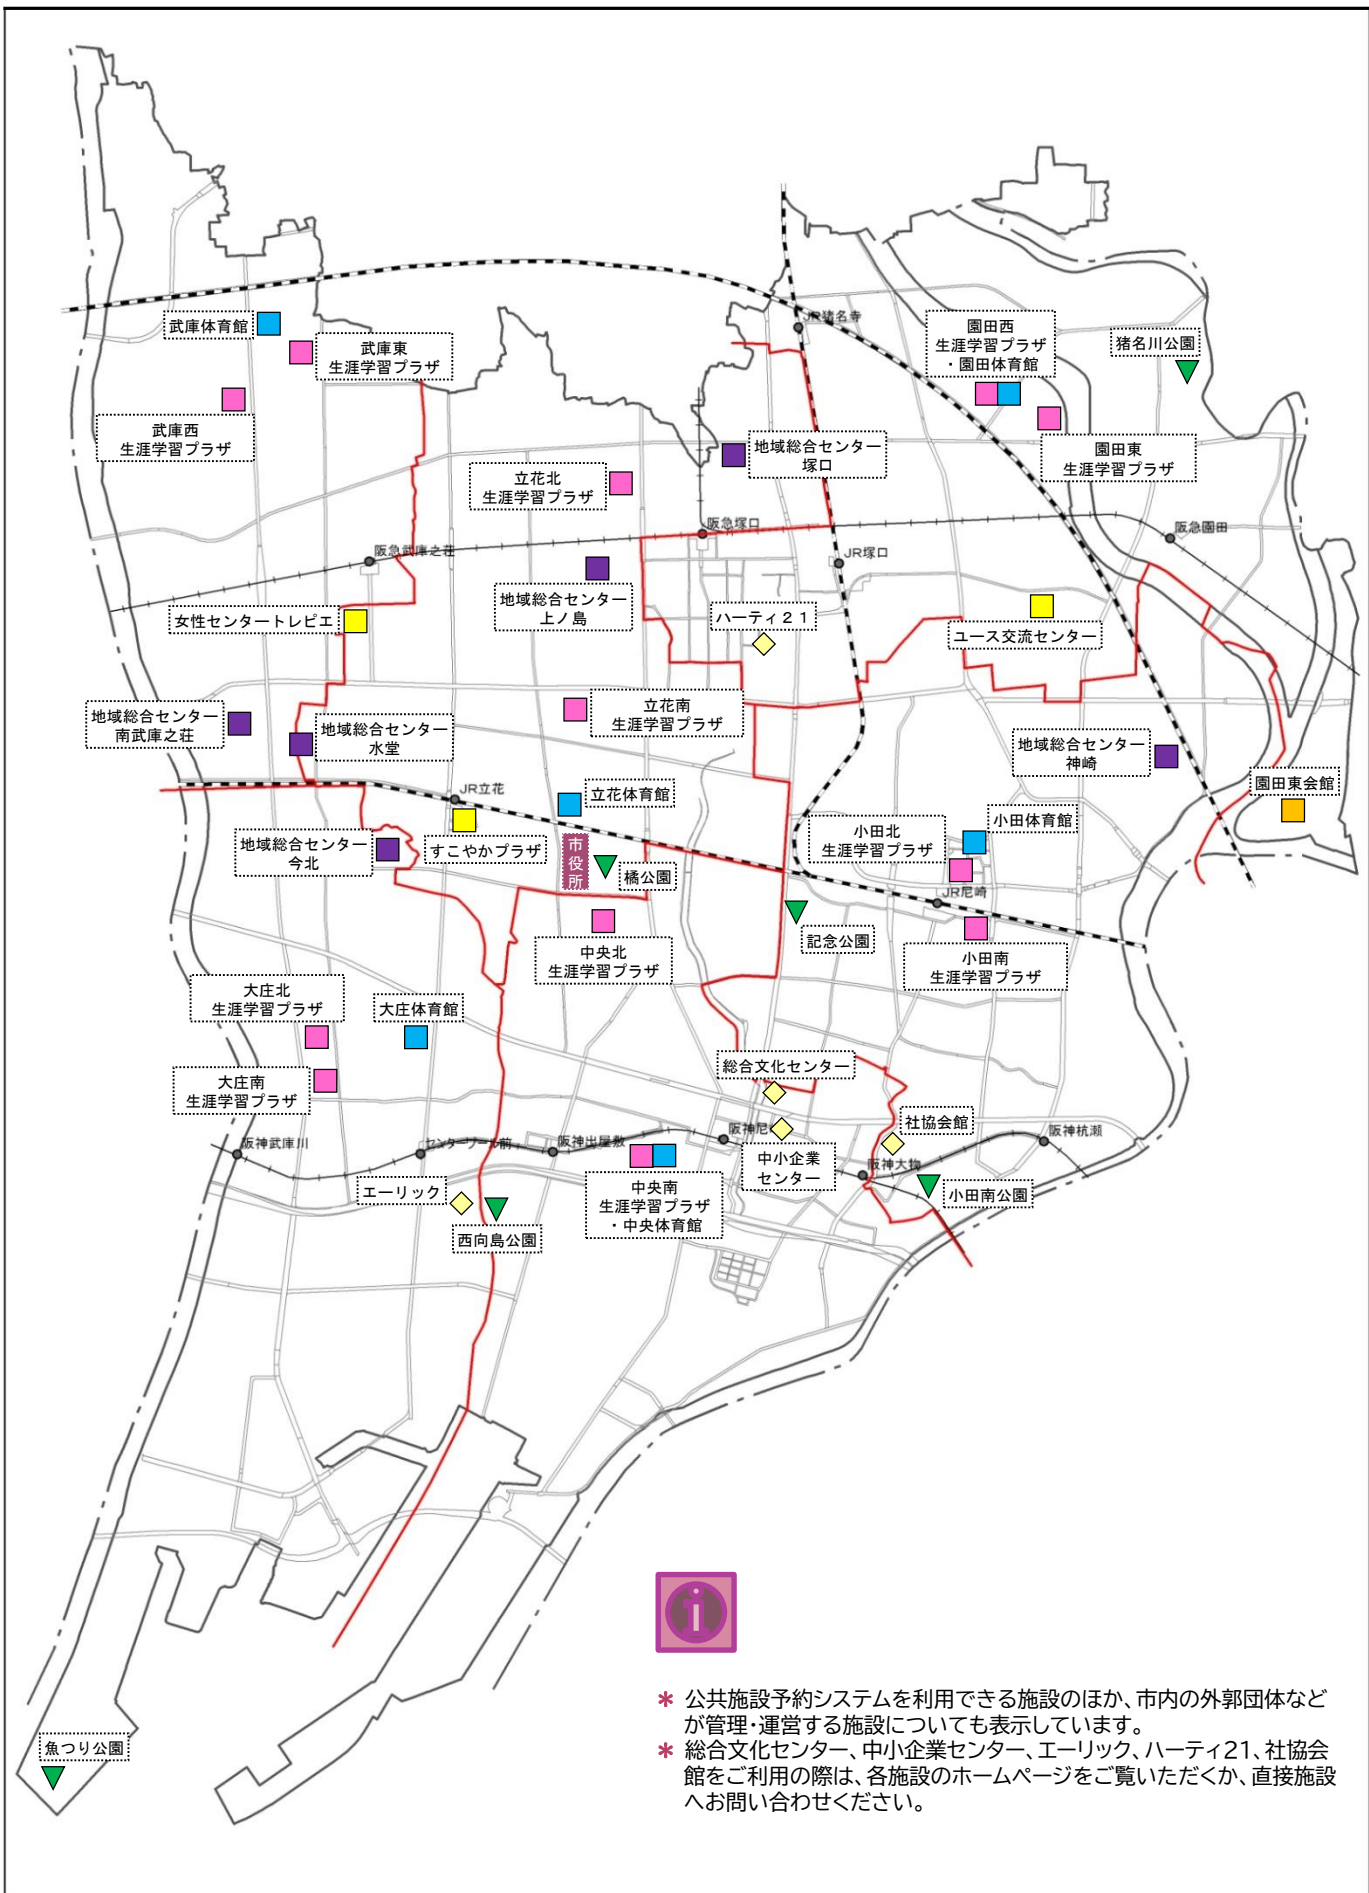 JR猪名寺
武庫体育館
武庫東
生涯学習プラザ
園田西
生涯学習プラザ
・園田体育館
猪名川公園
武庫西
生涯学習プラザ
園田東
生涯学習プラザ
地域総合センター
塚口
立花北
生涯学習プラザ
阪急塚口
阪急園田
阪急武庫之荘
JR塚口
地域総合センター
上ノ島
女性センタートレピエ
ハーティ21
ユース交流センター
地域総合センター
南武庫之荘
立花南
生涯学習プラザ
地域総合センター
水堂
地域総合センター
神崎
園田東会館
JR立花
立花体育館
すこやかプラザ
地域総合センター
今北
市役所
橘公園
小田北
生涯学習プラザ
小田体育館
JR尼崎
記念公園
中央北
生涯学習プラザ
小田南
生涯学習プラザ
大庄北
生涯学習プラザ
大庄体育館
大庄南
生涯学習プラザ
総合文化センター
社協会館
阪神武庫川
センタープール前
阪神出屋敷
阪神尼
阪神杭瀬
中小企業
センター
阪神大物
エーリック
西向島公園
中央南
生涯学習プラザ
・中央体育館
小田南公園
魚つり公園
i
＊ 公共施設予約システムを利用できる施設のほか、市内の外郭団体など
が管理・運営する施設についても表示しています。
＊ 総合文化センター、中小企業センター、エーリック、ハーティ21、社協会
館をご利用の際は、各施設のホームページをご覧いただくか、直接施設
へお問い合わせください。